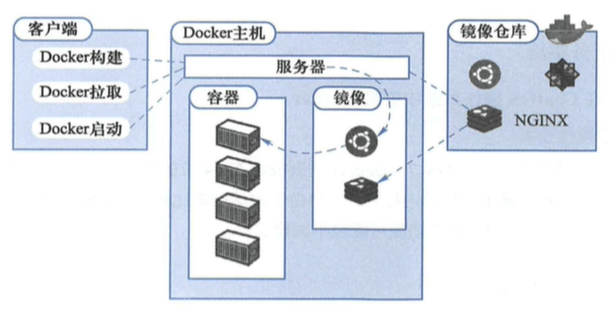 客户端
Docker构建
Docker拉取
Docker启动
Docker主机
服务器
容器
镜像
镜像仓库
NGINX